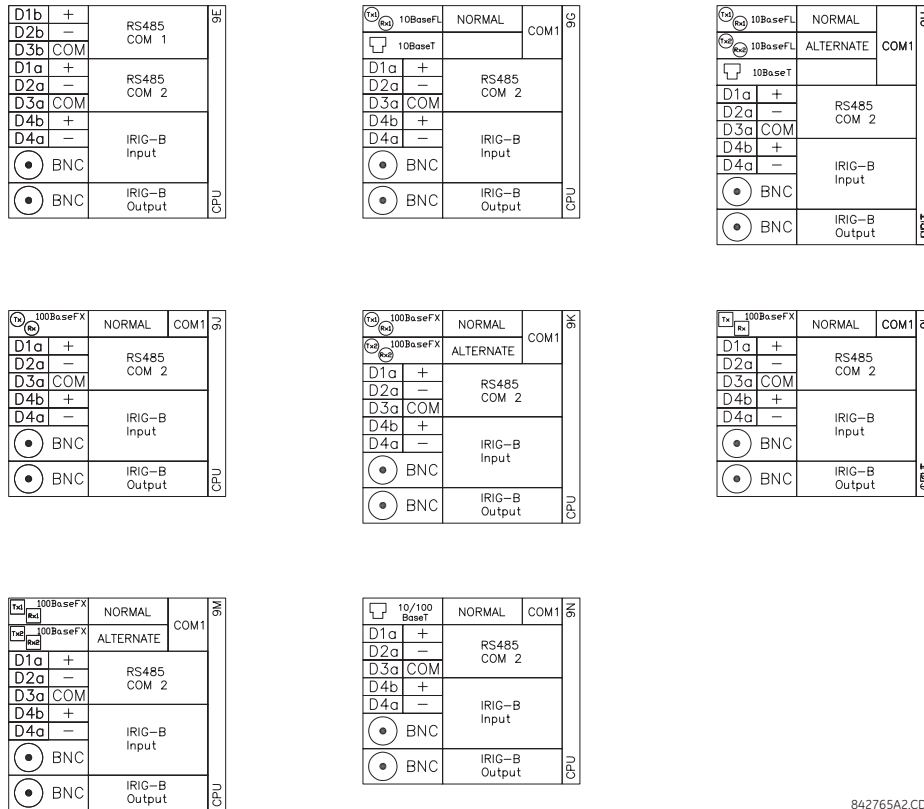 D1b + RS485 9E
D2b − COM 1
D3b COM
D1a + RS485
D2a − COM 2
D3a COM
D4b + IRIG−B
D4a − Input
BNC
BNC IRIG−B CPU
Output
Tx1 Rx1 10BaseFL NORMAL COM1 9G
10BaseT
D1a + RS485
D2a − COM 2
D3a COM
D4b + IRIG−B
D4a − Input
BNC
BNC IRIG−B CPU
Output
Tx1 Rx1 10BaseFL NORMAL COM1
Tx2 Rx2 10BaseFL ALTERNATE
10BaseT
D1a + RS485
D2a − COM 2
D3a COM
D4b + IRIG−B
D4a − Input
BNC
BNC IRIG−B
Output
Tx Rx 100BaseFX NORMAL COM1 9J
D1a + RS485
D2a − COM 2
D3a COM
D4b + IRIG−B
D4a − Input
BNC
BNC IRIG−B CPU
Output
Tx1 Rx1 100BaseFX NORMAL COM1 9K
Tx2 Rx2 100BaseFX ALTERNATE
D1a + RS485
D2a − COM 2
D3a COM
D4b + IRIG−B
D4a − Input
BNC
BNC IRIG−B CPU
Output
Tx Rx 100BaseFX NORMAL COM1
D1a + RS485
D2a − COM 2
D3a COM
D4b + IRIG−B
D4a − Input
BNC
BNC IRIG−B
Output
Tx1 Rx1 100BaseFX NORMAL COM1 9M
Tx2 Rx2 100BaseFX ALTERNATE
D1a + RS485
D2a − COM 2
D3a COM
D4b + IRIG−B
D4a − Input
BNC
BNC IRIG−B CPU
Output
10/100 BaseT NORMAL COM1 9N
D1a + RS485
D2a − COM 2
D3a COM
D4b + IRIG−B
D4a − Input
BNC
BNC IRIG−B CPU
Output